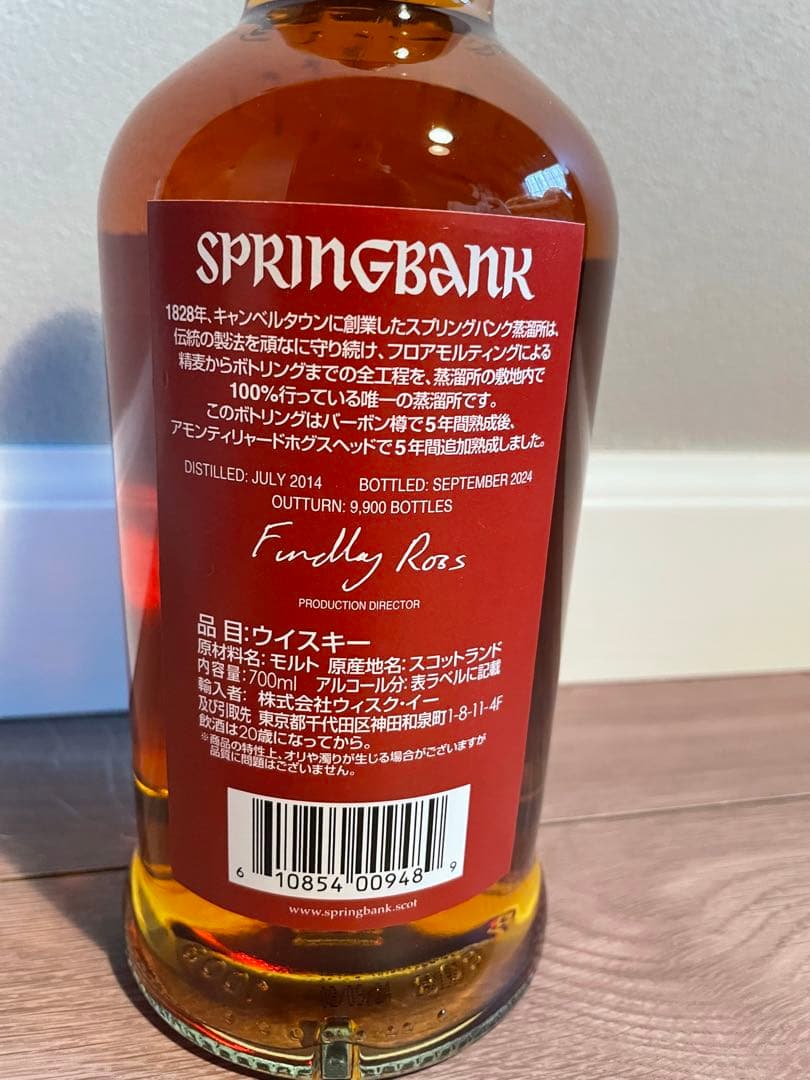 SPRINGBANK
1828年、キャンベルタウンに創業したスプリングバンク蒸溜所は、
伝統の製法を頑なに守り続け、フロアモルティングによる
精麦からボトリングまでの全工程を、蒸溜所の敷地内で
100%行っている唯一の蒸溜所です。
このボトリングはバーボン樽で5年間熟成後、
アモンティリャードホグスヘッドで5年間追加熟成しました。
DISTILLED: JULY 2014 BOTTLED: SEPTEMBER 2024
OUTTURN: 9,900 BOTTLES
Findlay Ross
PRODUCTION DIRECTOR
品目:ウイスキー
原材料名:モルト 原産地名:スコットランド
内容量:700ml アルコール分:表ラベルに記載
輸入者: 株式会社ウィスク・イー
及び引取先 東京都千代田区神田和泉町1-8-11-4F
飲酒は20歳になってから。
※商品の特性上、オリや濁りが生じる場合がございますが
品質に問題はございません。
6 10854 00948 9
www.springbank.scot